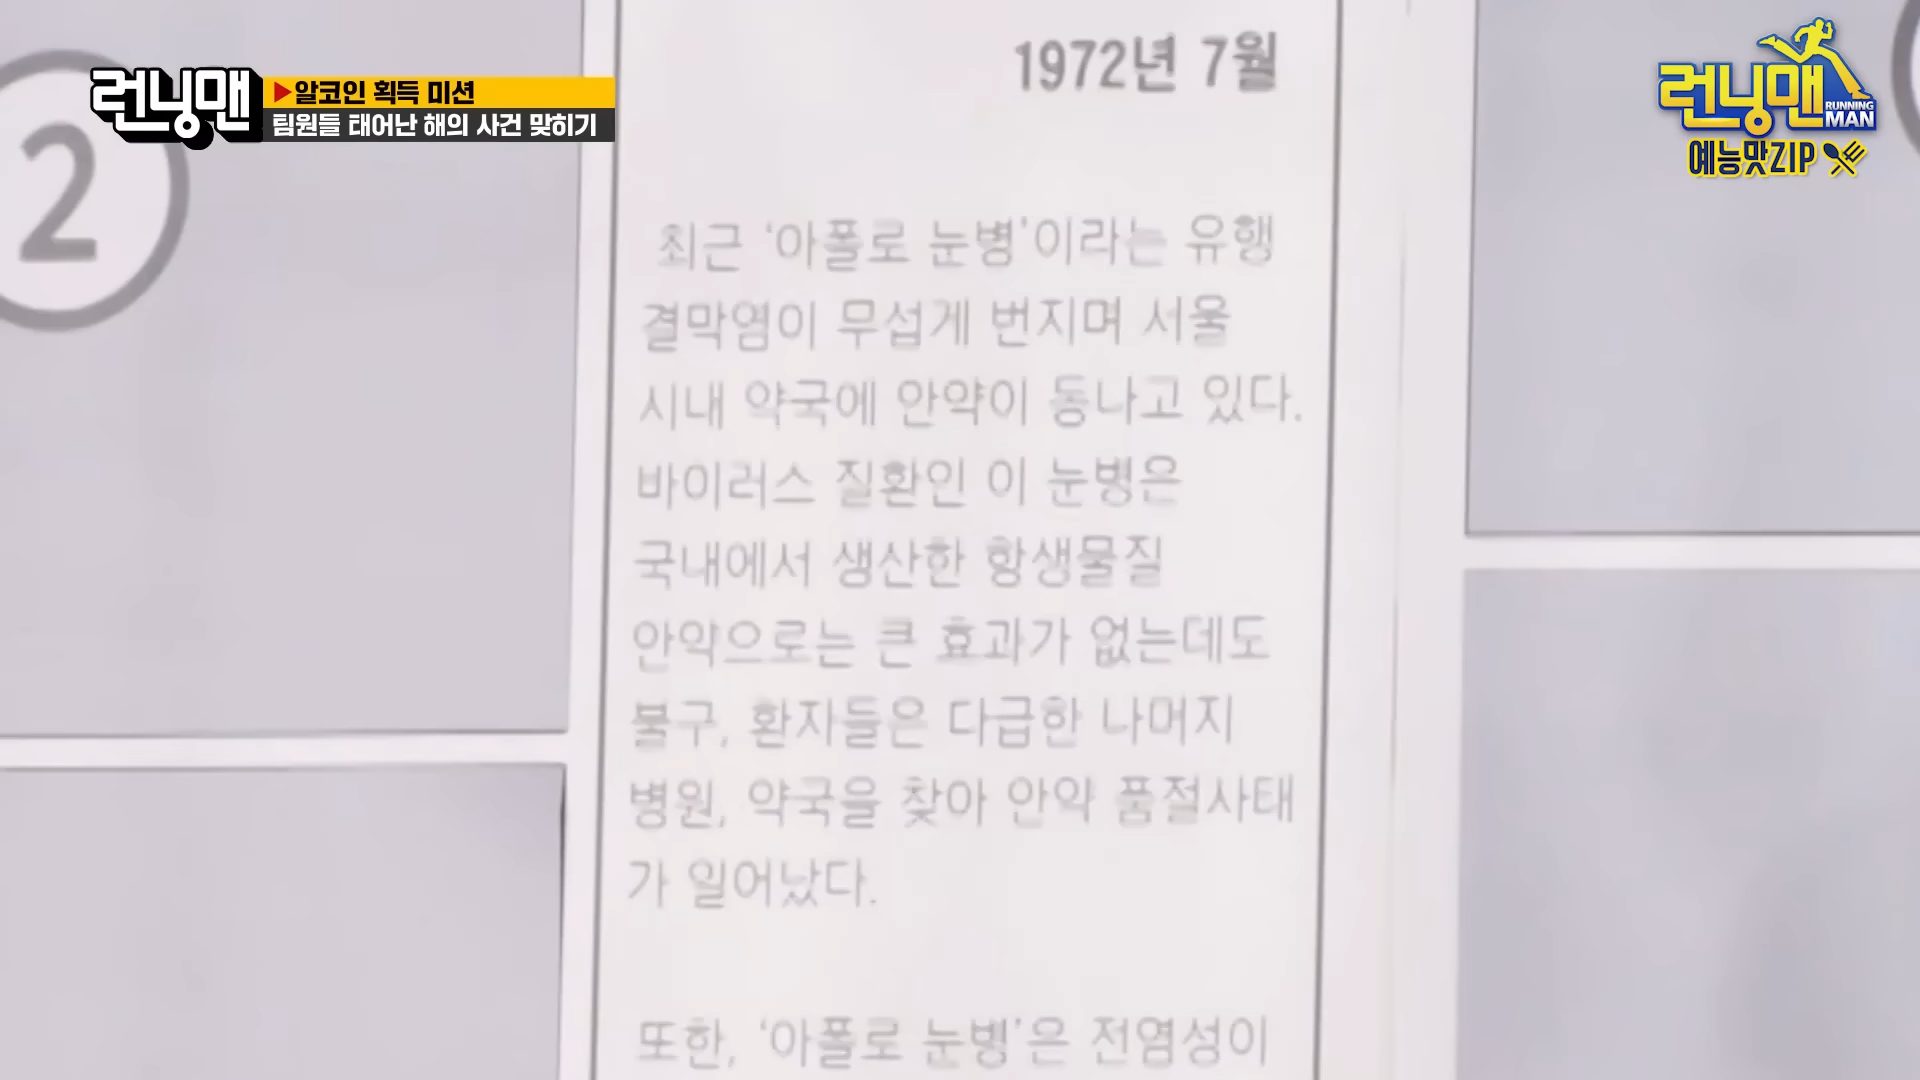 런닝맨
▶알코인 획득 미션
팀원들 태어난 해의 사건 맞히기
런닝맨
RUNNING
MAN
예능맛ZIP
2
1972년 7월
최근 ‘아폴로 눈병’이라는 유행
결막염이 무섭게 번지며 서울
시내 약국에 안약이 동나고 있다.
바이러스 질환인 이 눈병은
국내에서 생산한 항생물질
안약으로는 큰 효과가 없는데도
불구, 환자들은 다급한 나머지
병원, 약국을 찾아 안약 품절사태
가 일어났다.
또한, ‘아폴로 눈병’은 전염성이